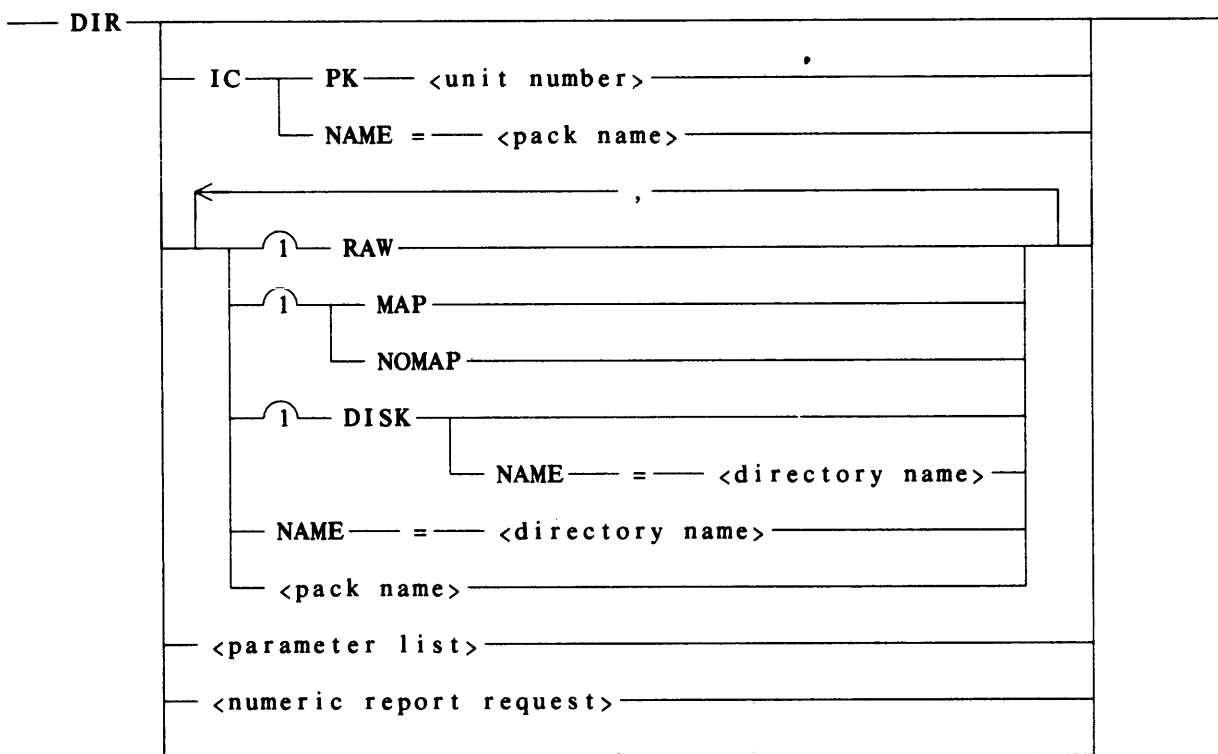 DIR
IC PK <unit number>
NAME = <pack name>
,
1 RAW
1 MAP
NOMAP
1 DISK
NAME = <directory name>
NAME = <directory name>
<pack name>
<parameter list>
<numeric report request>